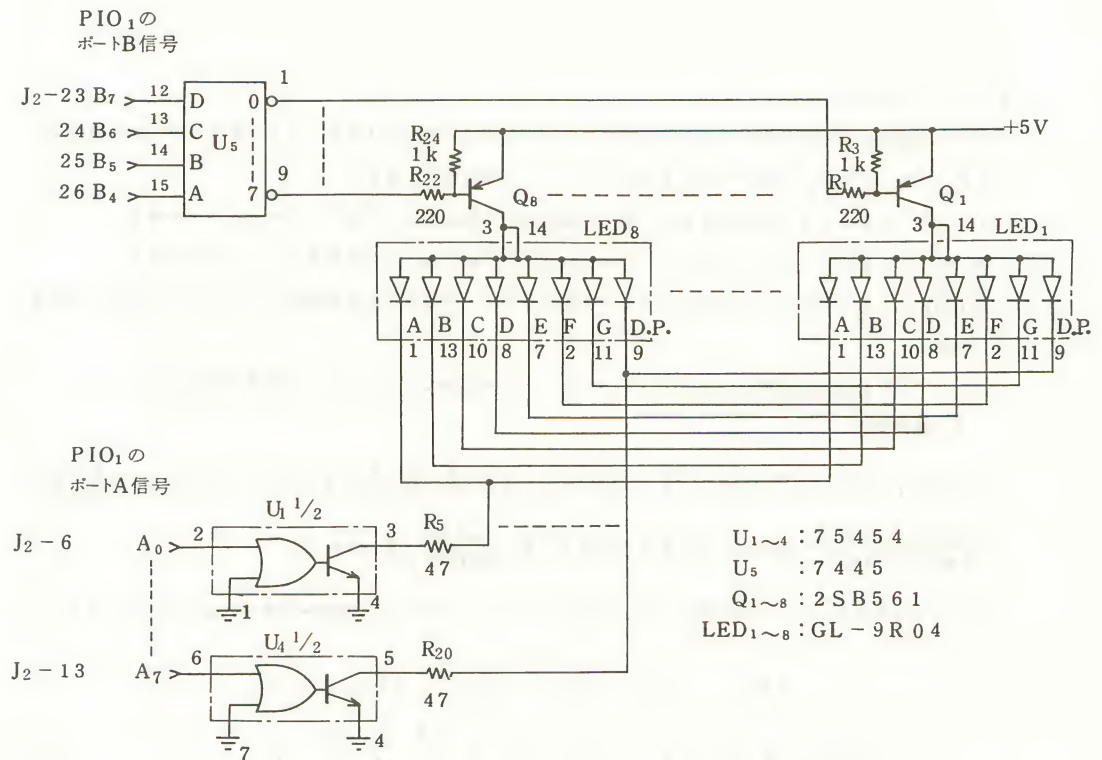 PIO₁の
ポートB信号
J₂-23 B₇ 12 D 0 1
24 B₆ 13 C
25 B₅ 14 B U₅
26 B₄ 15 A 7 9
+5V
R₂₄
1k
R₂₂
220
Q₈
R₃
1k
R₁
220
Q₁
3 14 LED₈
3 14 LED₁
A B C D E F G D.P.
1 13 10 8 7 2 11 9
A B C D E F G D.P.
1 13 10 8 7 2 11 9
PIO₁の
ポートA信号
U₁ 1/2
J₂-6 A₀ 2 3 R₅
47
1 4
U₄ 1/2
J₂-13 A₇ 6 5 R₂₀
47
7 4
U₁～₄ : 75454
U₅ : 7445
Q₁～₈ : 2SB561
LED₁～₈ : GL-9R04